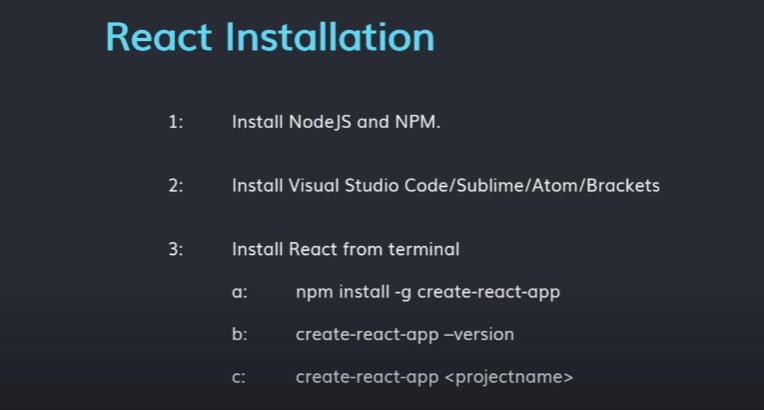 React Installation
1: Install NodeJS and NPM.
2: Install Visual Studio Code/Sublime/Atom/Brackets
3: Install React from terminal
a: npm install -g create-react-app
b: create-react-app –version
c: create-react-app <projectname>